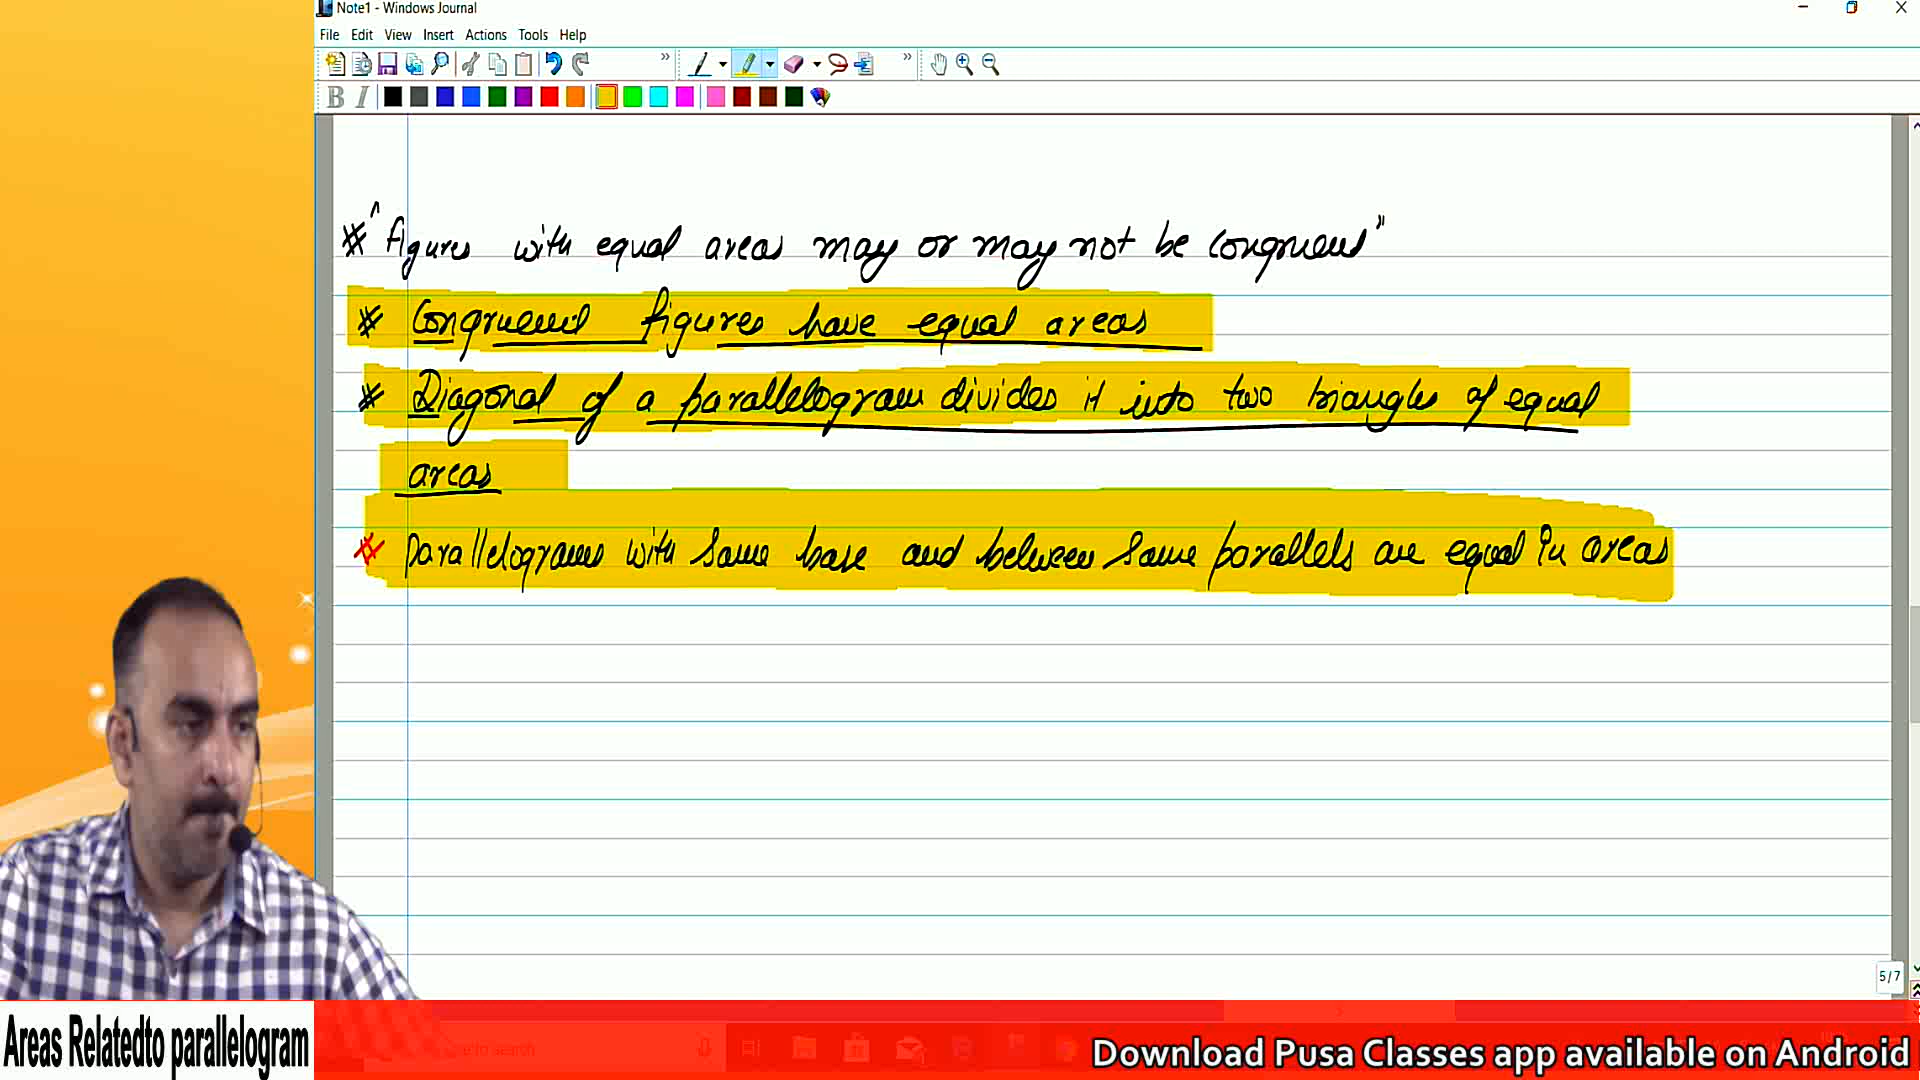 Note1 - Windows Journal
File Edit View Insert Actions Tools Help
B I
* "figures with equal areas may or may not be congruent"
* Congruent figures have equal areas
* Diagonal of a parallelogram divides it into two triangles of equal
areas
* parallelograms with same base and between same parallels are equal in areas
5/7
Areas Relatedto parallelogram
e to search
Download Pusa Classes app available on Android